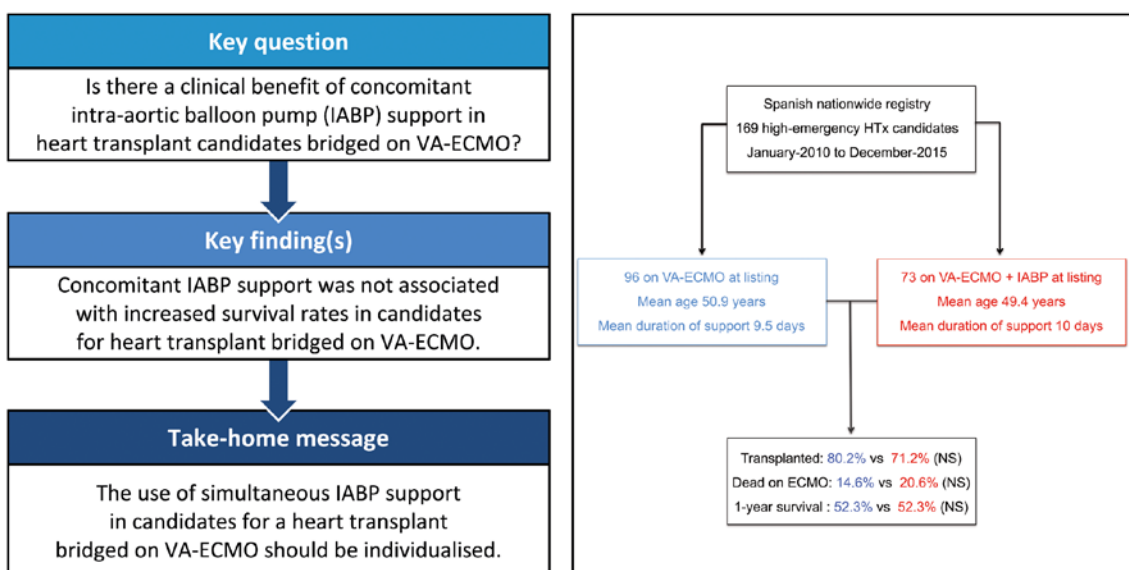 Key question
Is there a clinical benefit of concomitant
intra-aortic balloon pump (IABP) support in
heart transplant candidates bridged on VA-ECMO?
Key finding(s)
Concomitant IABP support was not associated
with increased survival rates in candidates
for heart transplant bridged on VA-ECMO.
Take-home message
The use of simultaneous IABP support
in candidates for a heart transplant
bridged on VA-ECMO should be individualised.
Spanish nationwide registry
169 high-emergency HTx candidates
January-2010 to December-2015
96 on VA-ECMO at listing
Mean age 50.9 years
Mean duration of support 9.5 days
73 on VA-ECMO + IABP at listing
Mean age 49.4 years
Mean duration of support 10 days
Transplanted: 80.2% vs 71.2% (NS)
Dead on ECMO: 14.6% vs 20.6% (NS)
1-year survival : 52.3% vs 52.3% (NS)